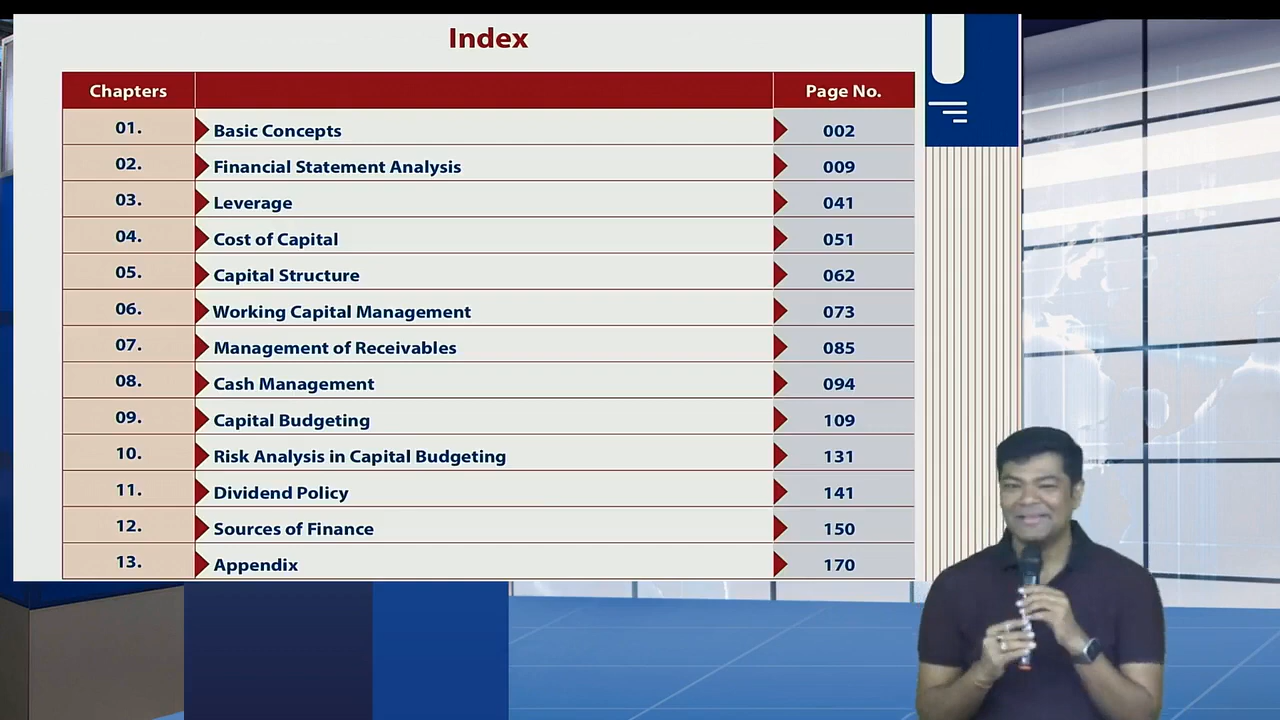 Index
Chapters Page No.
01. Basic Concepts 002
02. Financial Statement Analysis 009
03. Leverage 041
04. Cost of Capital 051
05. Capital Structure 062
06. Working Capital Management 073
07. Management of Receivables 085
08. Cash Management 094
09. Capital Budgeting 109
10. Risk Analysis in Capital Budgeting 131
11. Dividend Policy 141
12. Sources of Finance 150
13. Appendix 170